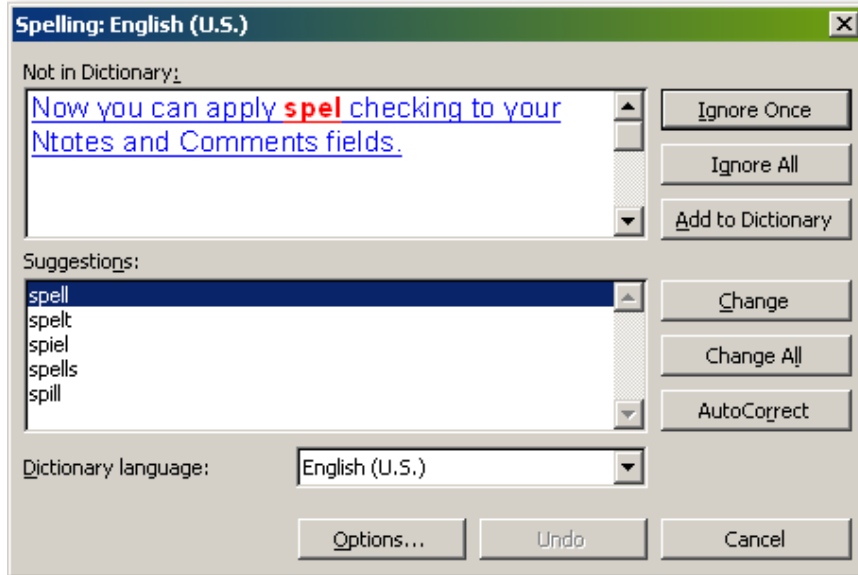 Spelling: English (U.S.)
Not in Dictionary:
Now you can apply spel checking to your
Ntotes and Comments fields.
Ignore Once
Ignore All
Add to Dictionary
Suggestions:
spell
spelt
spiel
spells
spill
Change
Change All
AutoCorrect
Dictionary language:
English (U.S.)
Options...
Undo
Cancel